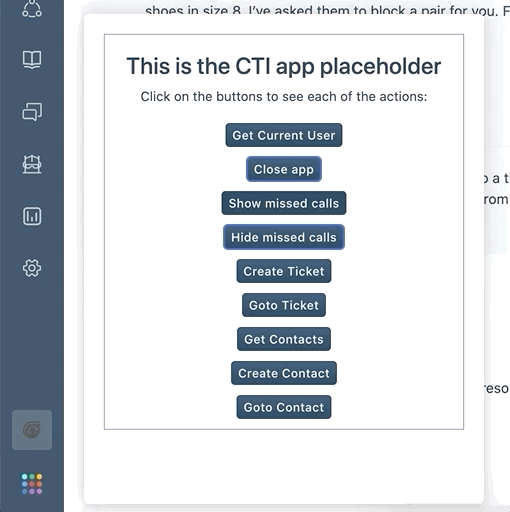 shoes in size 8. I've asked them to block a pair for you. F
This is the CTI app placeholder
Click on the buttons to see each of the actions:
Get Current User
Close app
Show missed calls
Hide missed calls
Create Ticket
Goto Ticket
Get Contacts
Create Contact
Goto Contact